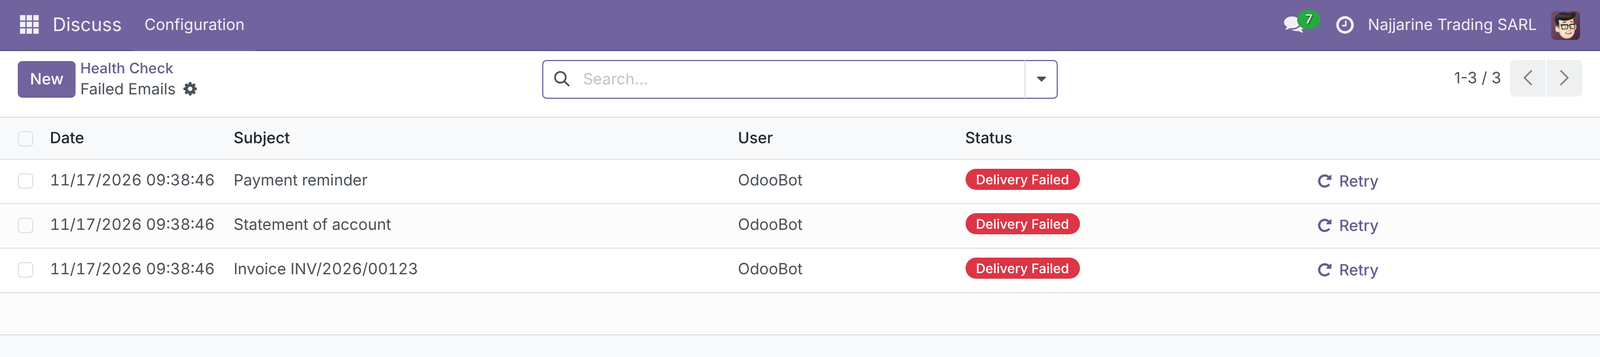 Discuss Configuration 7 Najjarine Trading SARL
New Health Check Failed Emails Search... 1-3 / 3
Date Subject User Status
11/17/2026 09:38:46 Payment reminder OdooBot Delivery Failed Retry
11/17/2026 09:38:46 Statement of account OdooBot Delivery Failed Retry
11/17/2026 09:38:46 Invoice INV/2026/00123 OdooBot Delivery Failed Retry